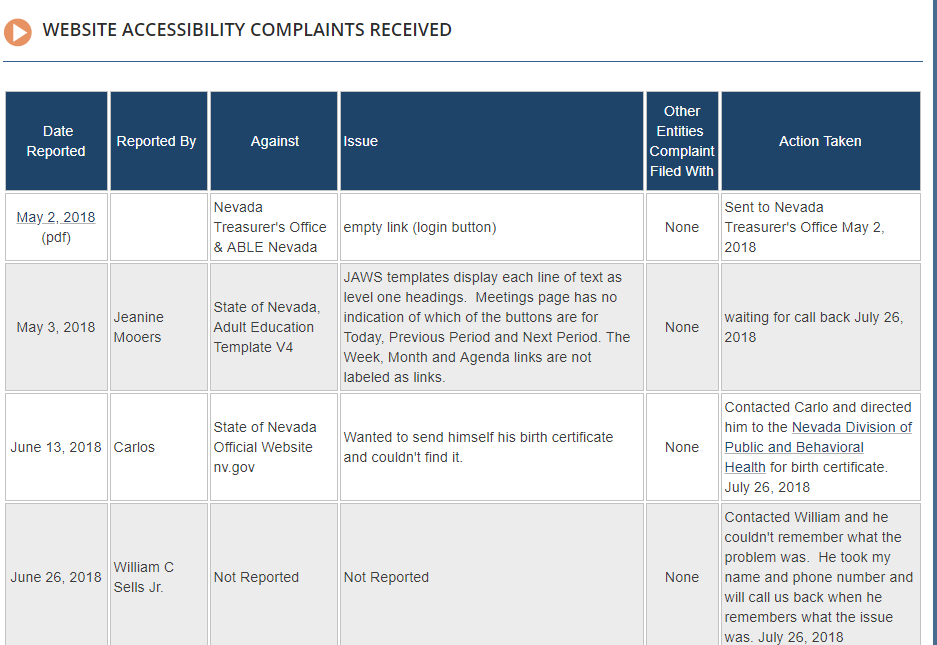 WEBSITE ACCESSIBILITY COMPLAINTS RECEIVED
Date
Reported
Reported By
Against
Issue
Other
Entities
Complaint
Filed With
Action Taken
May 2, 2018
(pdf)
Nevada
Treasurer's Office
& ABLE Nevada
empty link (login button)
None
Sent to Nevada
Treasurer's Office May 2,
2018
May 3, 2018
Jeanine
Mooers
State of Nevada,
Adult Education
Template V4
JAWS templates display each line of text as
level one headings.  Meetings page has no
indication of which of the buttons are for
Today, Previous Period and Next Period. The
Week, Month and Agenda links are not
labeled as links.
None
waiting for call back July 26,
2018
June 13, 2018
Carlos
State of Nevada
Official Website
nv.gov
Wanted to send himself his birth certificate
and couldn't find it.
None
Contacted Carlo and directed
him to the Nevada Division of
Public and Behavioral
Health for birth certificate.
July 26, 2018
June 26, 2018
William C
Sells Jr.
Not Reported
Not Reported
None
Contacted William and he
couldn't remember what the
problem was.  He took my
name and phone number and
will call us back when he
remembers what the issue
was. July 26, 2018